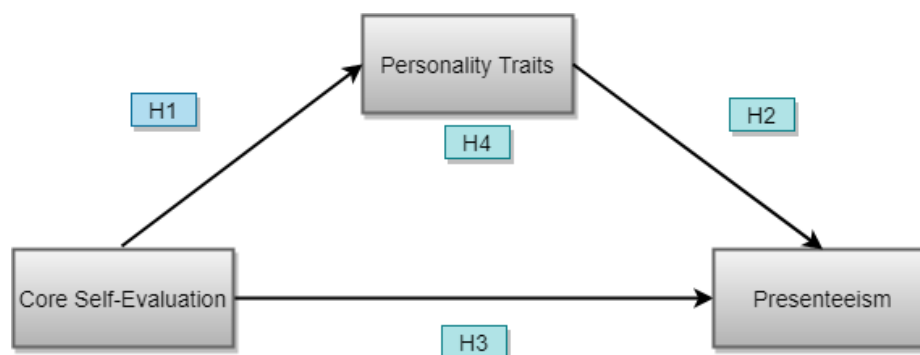 Personality Traits
H1
H2
H4
Core Self-Evaluation
Presenteeism
H3